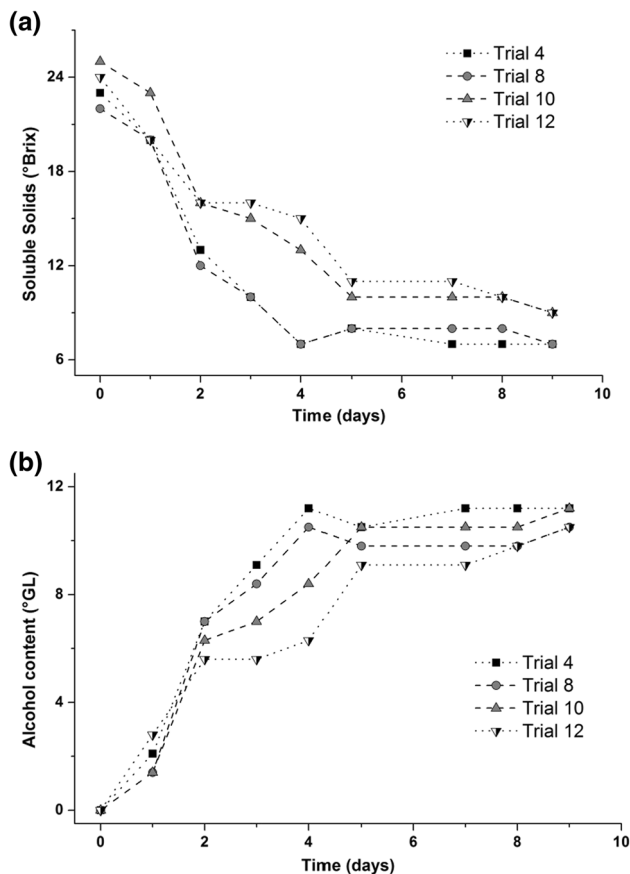 (a)
Trial 4
Trial 8
Trial 10
Trial 12
24
18
12
6
Soluble Solids (°Brix)
0 2 4 6 8 10
Time (days)
(b)
12
8
4
0
Alcohol content (°GL)
Trial 4
Trial 8
Trial 10
Trial 12
0 2 4 6 8 10
Time (days)